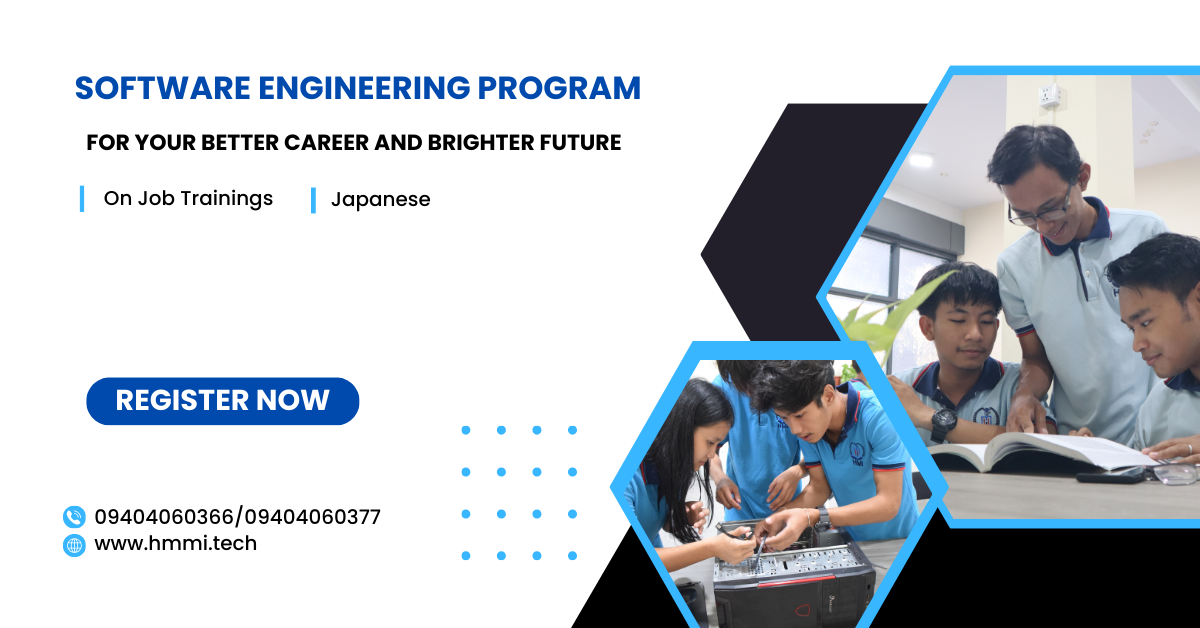 SOFTWARE ENGINEERING PROGRAM
FOR YOUR BETTER CAREER AND BRIGHTER FUTURE
On Job Trainings
Japanese
REGISTER NOW
09404060366/09404060377
www.hmmi.tech
HMMI